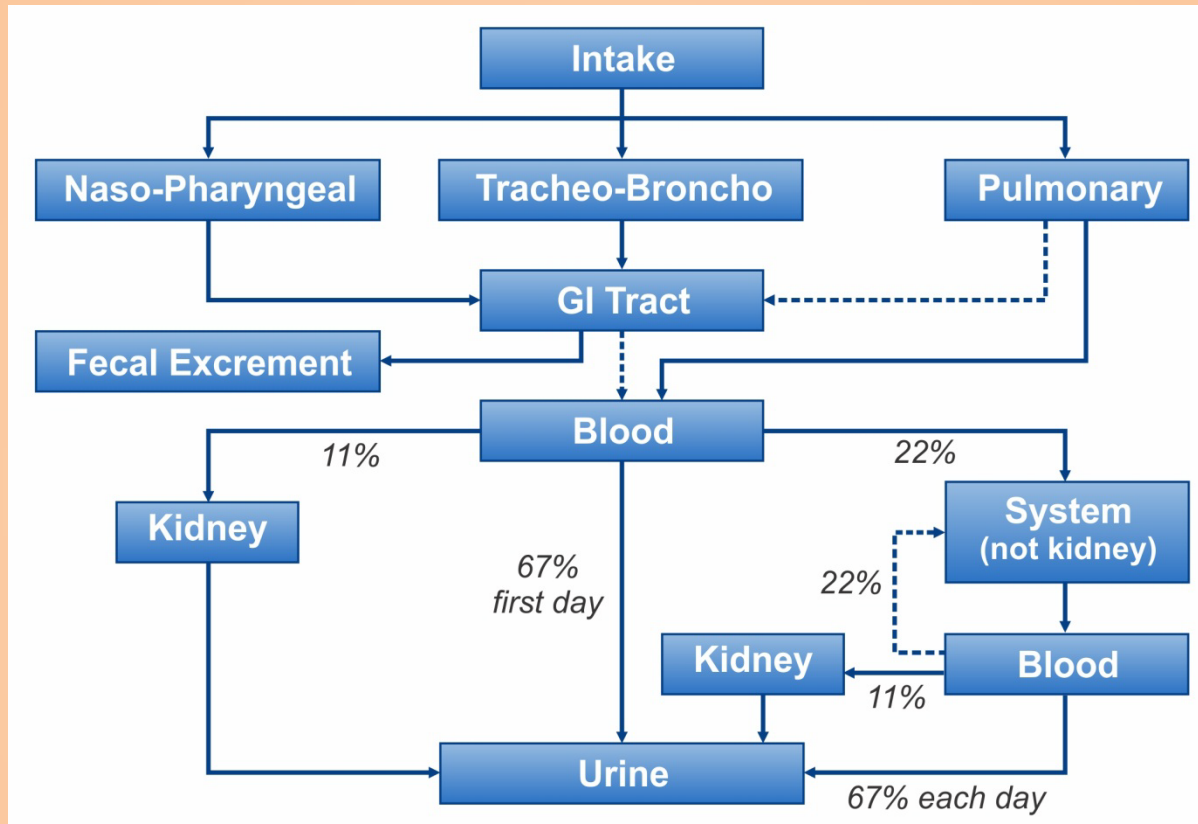 Intake
Naso-Pharyngeal
Tracheo-Broncho
Pulmonary
GI Tract
Fecal Excrement
Blood
11%
22%
Kidney
System
(not kidney)
67%
first day
22%
Kidney
Blood
11%
Urine
67% each day